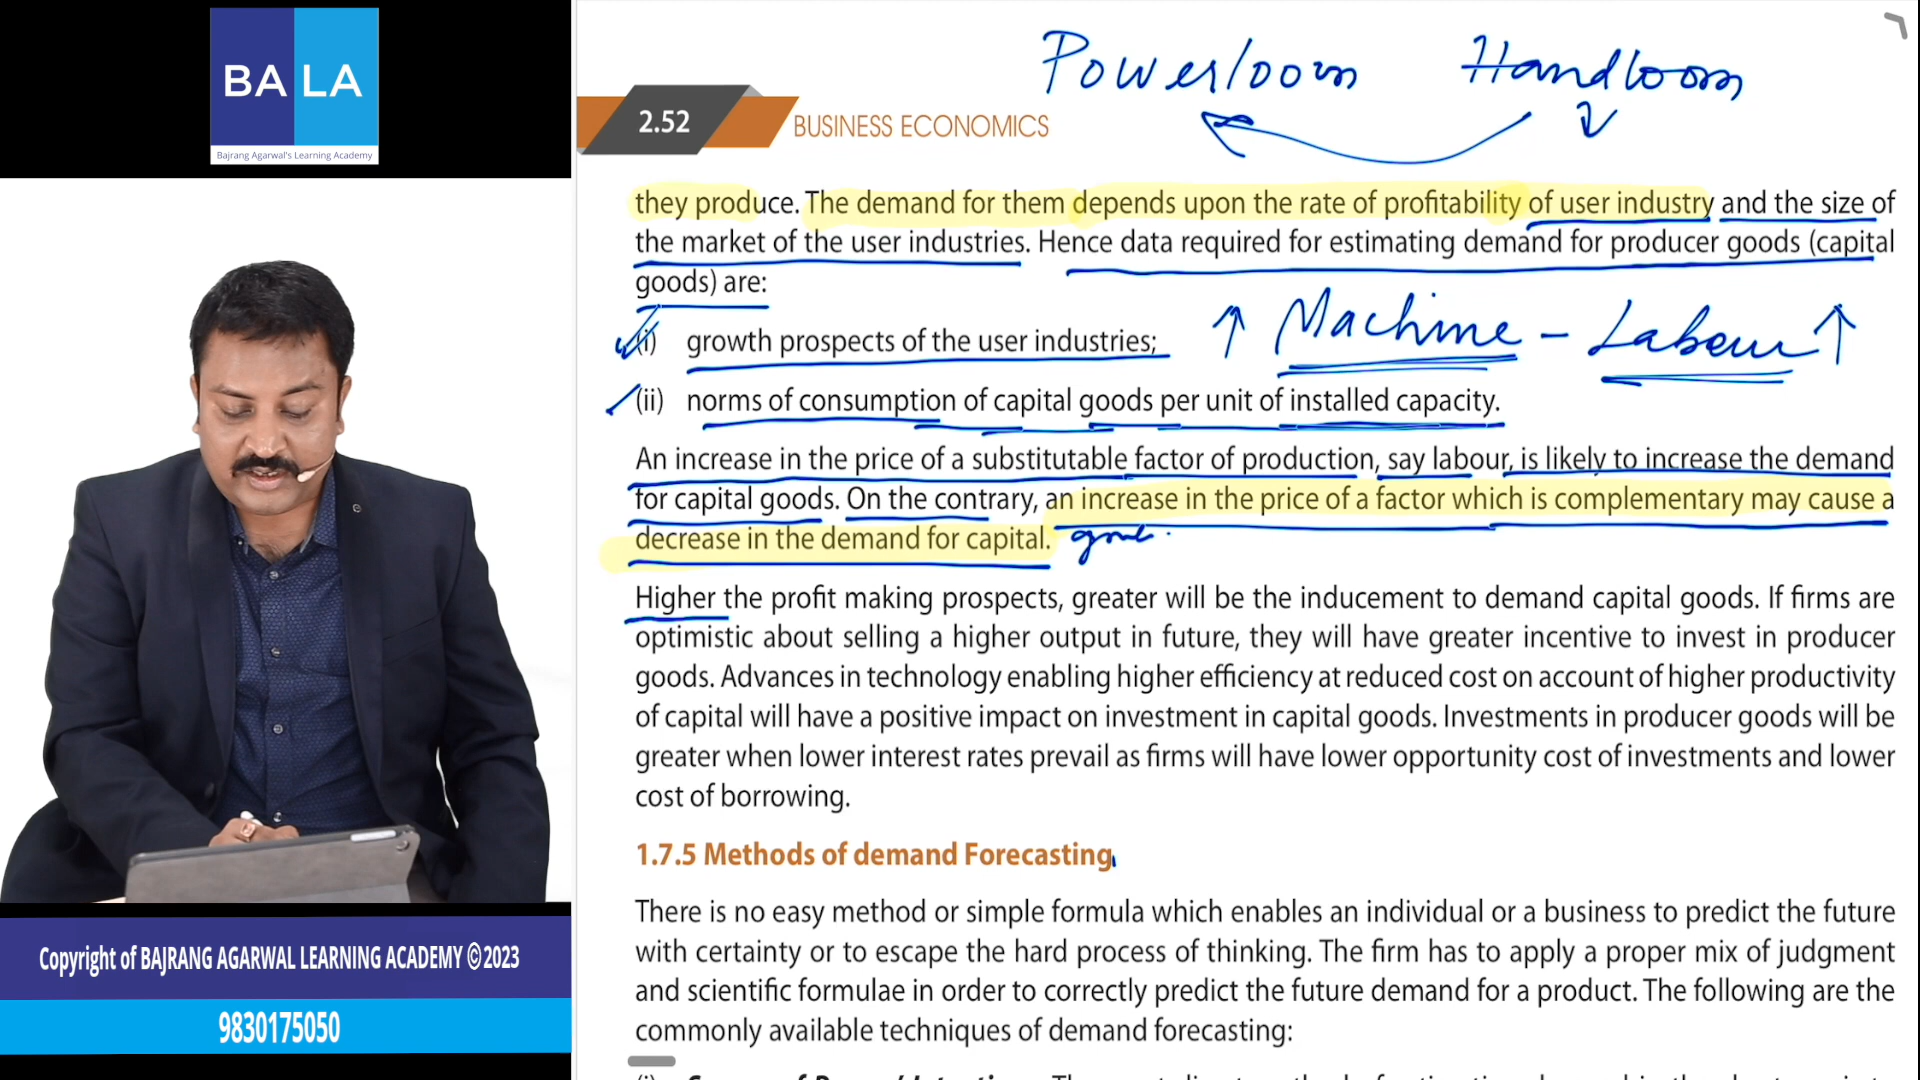 BA LA
Bajrang Agarwal's Learning Academy
Powerloom Handloom
2.52 BUSINESS ECONOMICS
they produce. The demand for them depends upon the rate of profitability of user industry and the size of
the market of the user industries. Hence data required for estimating demand for producer goods (capital
goods) are:
(i) growth prospects of the user industries;
↑ Machine - Labour ↑
(ii) norms of consumption of capital goods per unit of installed capacity.
An increase in the price of a substitutable factor of production, say labour, is likely to increase the demand
for capital goods. On the contrary, an increase in the price of a factor which is complementary may cause a
decrease in the demand for capital.
Higher the profit making prospects, greater will be the inducement to demand capital goods. If firms are
optimistic about selling a higher output in future, they will have greater incentive to invest in producer
goods. Advances in technology enabling higher efficiency at reduced cost on account of higher productivity
of capital will have a positive impact on investment in capital goods. Investments in producer goods will be
greater when lower interest rates prevail as firms will have lower opportunity cost of investments and lower
cost of borrowing.
1.7.5 Methods of demand Forecasting
There is no easy method or simple formula which enables an individual or a business to predict the future
with certainty or to escape the hard process of thinking. The firm has to apply a proper mix of judgment
and scientific formulae in order to correctly predict the future demand for a product. The following are the
commonly available techniques of demand forecasting:
Copyright of BAJRANG AGARWAL LEARNING ACADEMY ©2023
9830175050